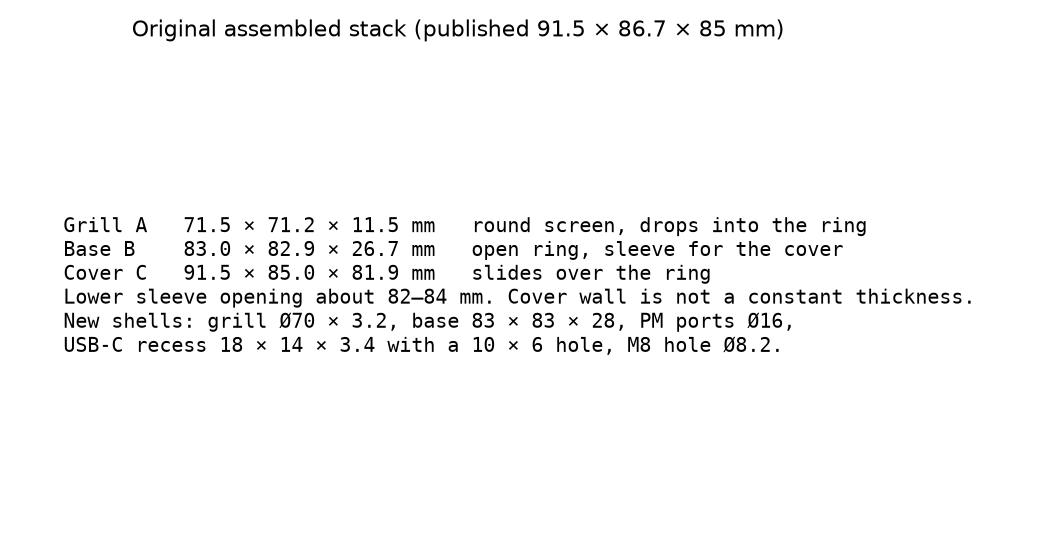 Original assembled stack (published 91.5 × 86.7 × 85 mm)
Grill A   71.5 × 71.2 × 11.5 mm   round screen, drops into the ring
Base B    83.0 × 82.9 × 26.7 mm   open ring, sleeve for the cover
Cover C   91.5 × 85.0 × 81.9 mm   slides over the ring
Lower sleeve opening about 82–84 mm. Cover wall is not a constant thickness.
New shells: grill Ø70 × 3.2, base 83 × 83 × 28, PM ports Ø16,
USB-C recess 18 × 14 × 3.4 with a 10 × 6 hole, M8 hole Ø8.2.